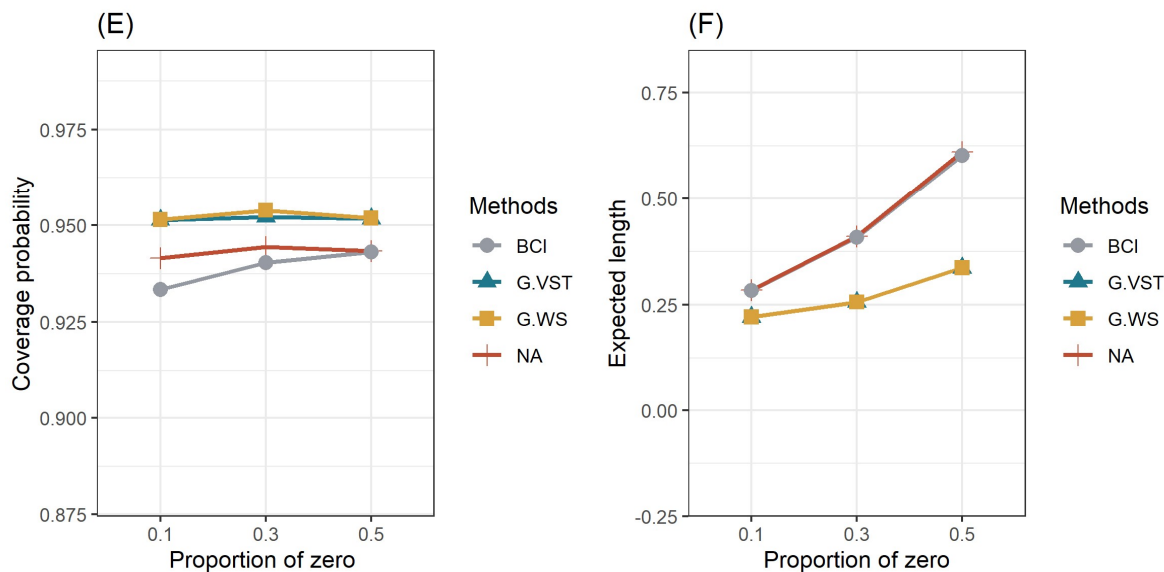 (E)
0.975
0.950
0.925
0.900
0.875
Coverage probability
0.1
0.3
0.5
Proportion of zero
Methods
BCI
G.VST
G.WS
NA
(F)
0.75
0.50
0.25
0.00
-0.25
Expected length
0.1
0.3
0.5
Proportion of zero
Methods
BCI
G.VST
G.WS
NA